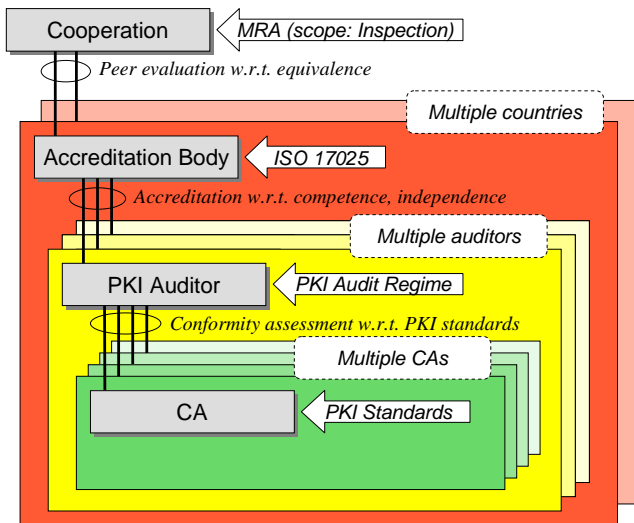 Cooperation
MRA (scope: Inspection)
Peer evaluation w.r.t. equivalence
Multiple countries
Accreditation Body
ISO 17025
Accreditation w.r.t. competence, independence
Multiple auditors
PKI Auditor
PKI Audit Regime
Conformity assessment w.r.t. PKI standards
Multiple CAs
CA
PKI Standards